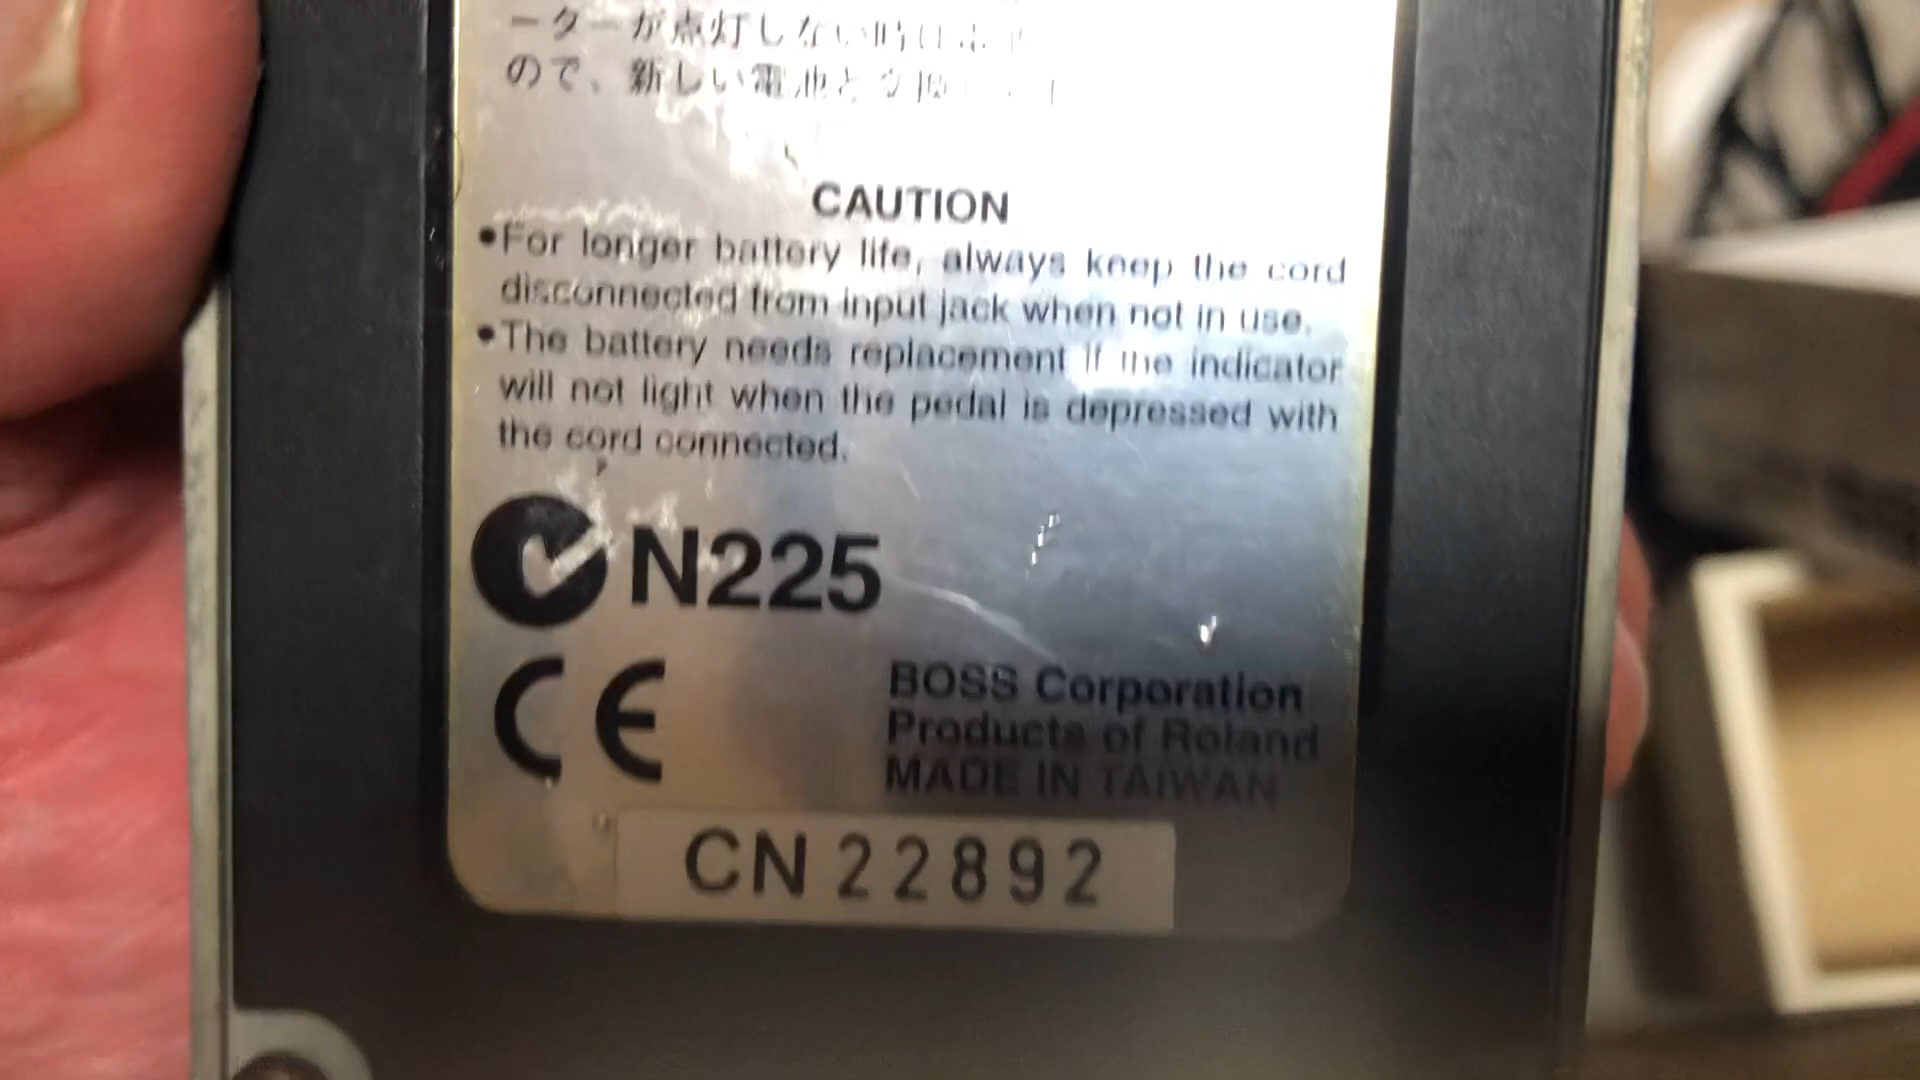 ーターが点灯しない時は
ので、新しい電池と交換
CAUTION
•For longer battery life, always keep the cord
disconnected from input jack when not in use.
•The battery needs replacement if the indicator
will not light when the pedal is depressed with
the cord connected.
N225
CE
BOSS Corporation
Products of Roland
MADE IN TAIWAN
CN22892